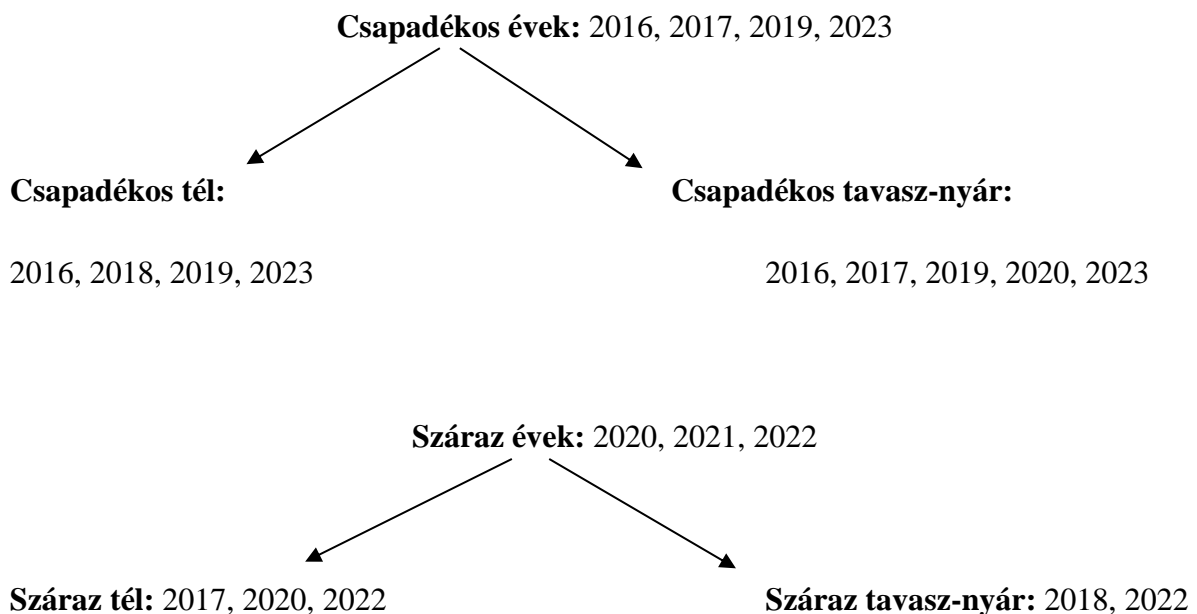 Csapadékos évek: 2016, 2017, 2019, 2023
Csapadékos tél:
Csapadékos tavasz-nyár:
2016, 2018, 2019, 2023
2016, 2017, 2019, 2020, 2023
Száraz évek: 2020, 2021, 2022
Száraz tél: 2017, 2020, 2022
Száraz tavasz-nyár: 2018, 2022